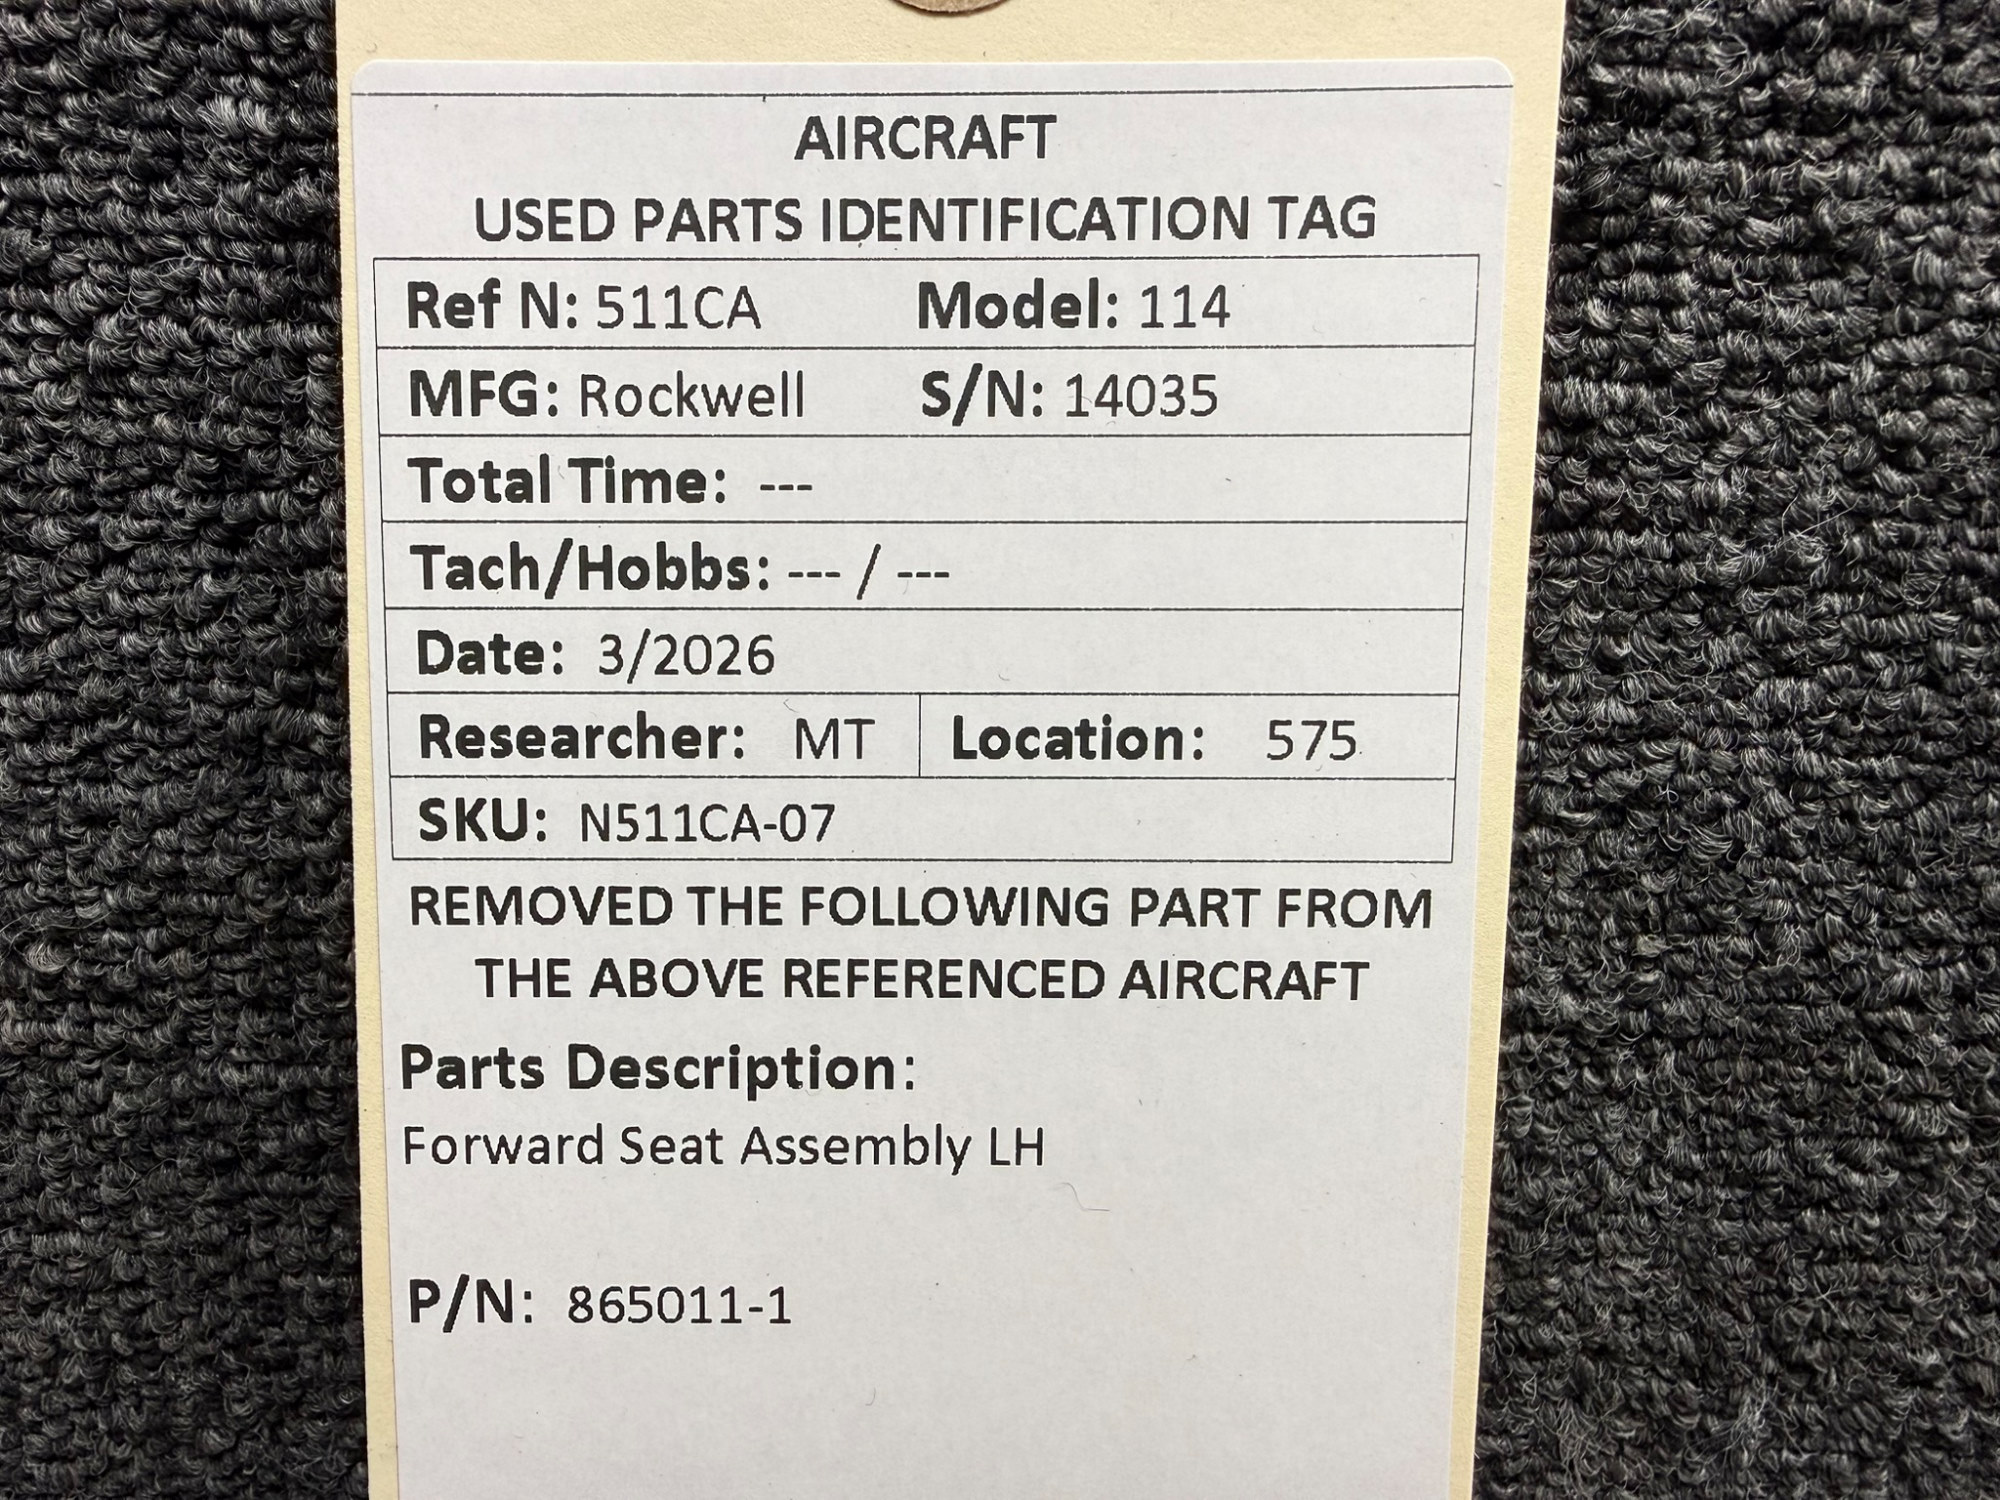 AIRCRAFT
USED PARTS IDENTIFICATION TAG
Ref N: 511CA Model: 114
MFG: Rockwell S/N: 14035
Total Time: ---
Tach/Hobbs: --- / ---
Date: 3/2026
Researcher: MT Location: 575
SKU: N511CA-07
REMOVED THE FOLLOWING PART FROM
THE ABOVE REFERENCED AIRCRAFT
Parts Description:
Forward Seat Assembly LH
P/N: 865011-1